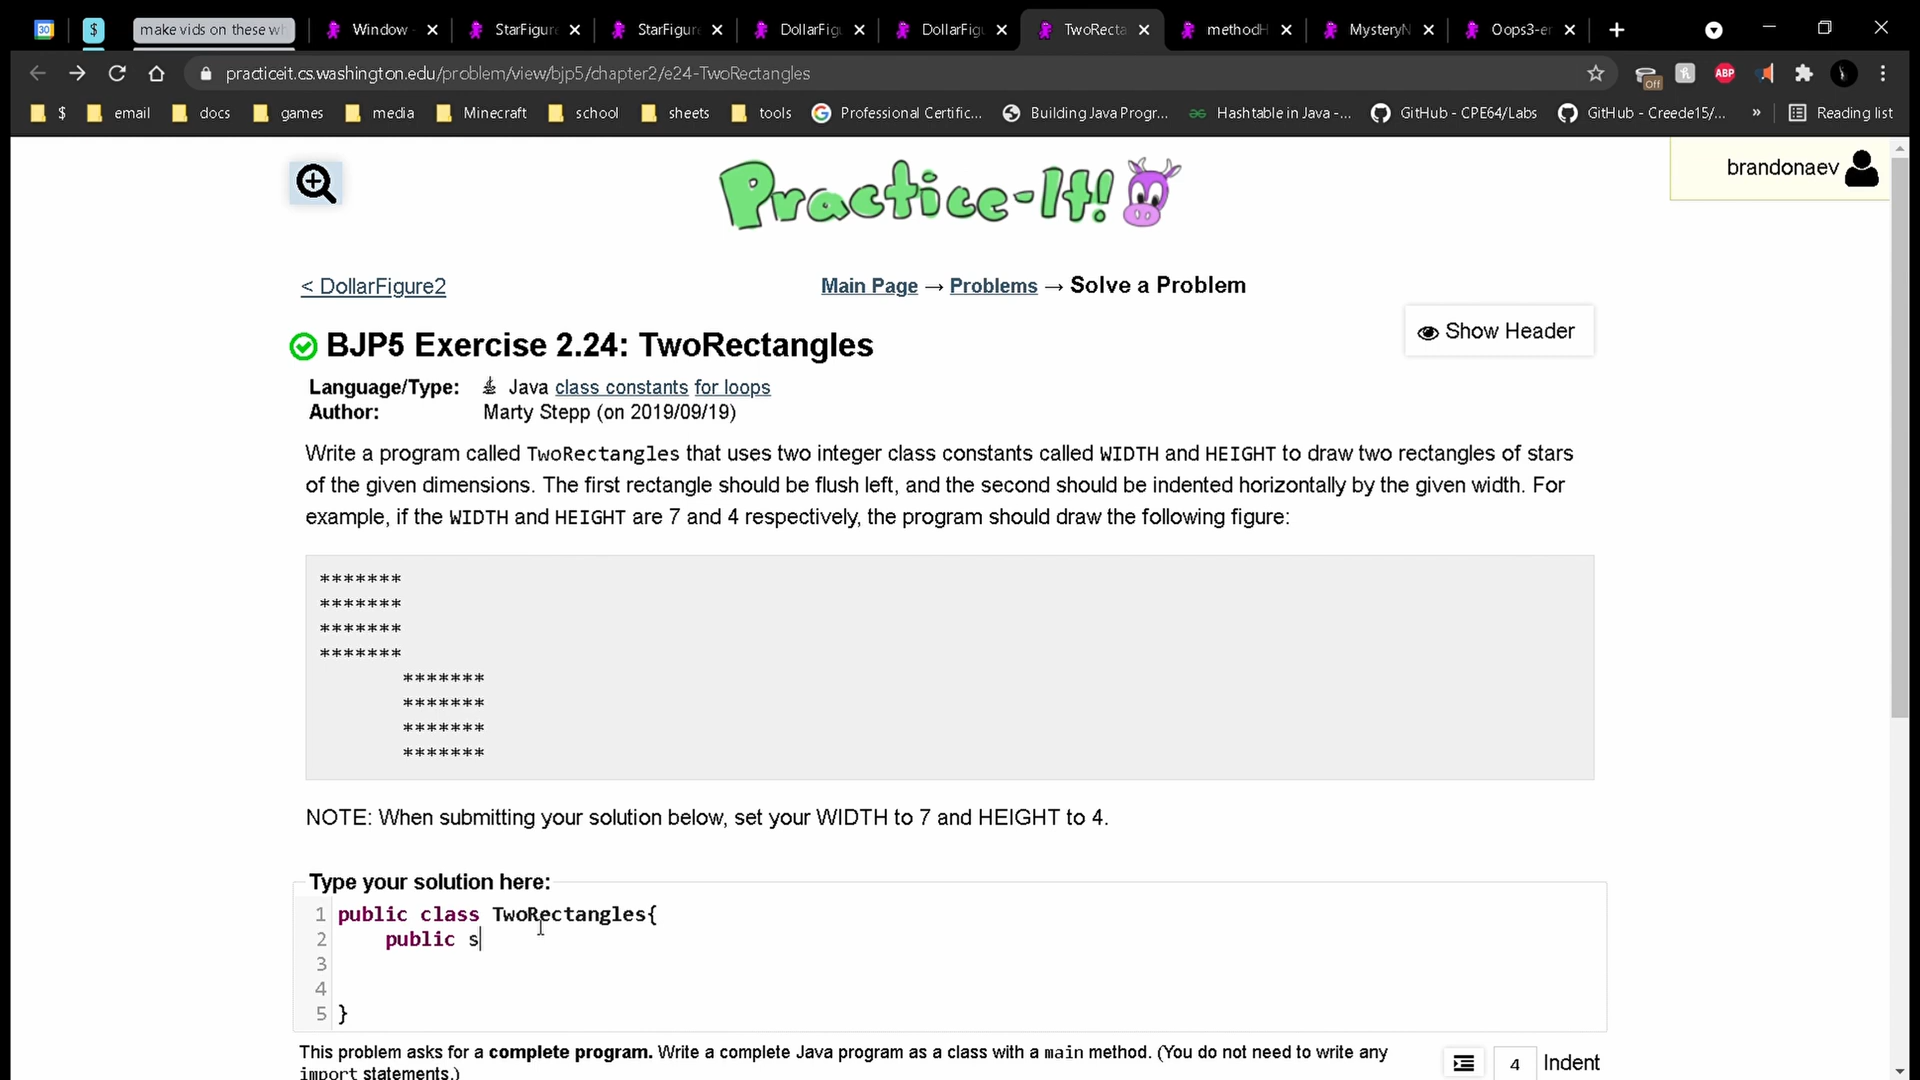 make vids on these w
Window
StarFigur
StarFigur
DollarFig
DollarFig
TwoRecta
methodH
MysteryN
Oops3-er
practiceit.cs.washington.edu/problem/view/bjp5/chapter2/e24-TwoRectangles
Off
ABP
$ email docs games media Minecraft school sheets tools Professional Certific... Building Java Progr... Hashtable in Java -... GitHub - CPE64/Labs GitHub - Creede15/... » Reading list
Practice-It!
brandonaev
< DollarFigure2
Main Page → Problems → Solve a Problem
Show Header
BJP5 Exercise 2.24: TwoRectangles
Language/Type: Java class constants for loops
Author: Marty Stepp (on 2019/09/19)
Write a program called TwoRectangles that uses two integer class constants called WIDTH and HEIGHT to draw two rectangles of stars
of the given dimensions. The first rectangle should be flush left, and the second should be indented horizontally by the given width. For
example, if the WIDTH and HEIGHT are 7 and 4 respectively, the program should draw the following figure:
*******
*******
*******
*******
       *******
       *******
       *******
       *******
NOTE: When submitting your solution below, set your WIDTH to 7 and HEIGHT to 4.
Type your solution here:
1 public class TwoRectangles{
2     public s
3
4
5 }
This problem asks for a complete program. Write a complete Java program as a class with a main method. (You do not need to write any
import statements.)
4 Indent